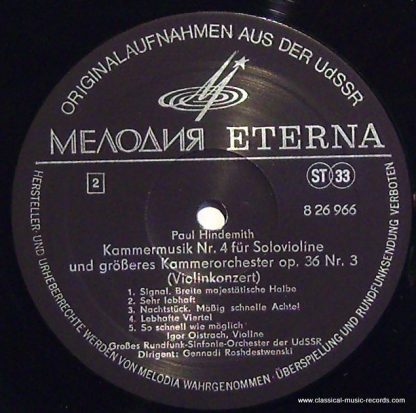 ORIGINALAUFNAHMEN AUS DER UdSSR
МЕЛОДИЯ ETERNA
2
ST 33
8 26 966
Paul Hindemith
Kammermusik Nr. 4 für Solovioline
und größeres Kammerorchester op. 36 Nr. 3
(Violinkonzert)
1. Signal. Breite majestätische Halbe
2. Sehr lebhaft
3. Nachtstück. Mäßig schnelle Achtel
4. Lebhafte Viertel
5. So schnell wie möglich
Igor Oistrach, Violine
Großes Rundfunk-Sinfonie-Orchester der UdSSR
Dirigent: Gennadi Roshdestwenski
HERSTELLER- UND URHEBERRECHTE WERDEN VON MELODIA WAHRGENOMMEN · ÜBERSPIELUNG UND RUNDFUNKSENDUNG VERBOTEN
www.classical-music-records.com